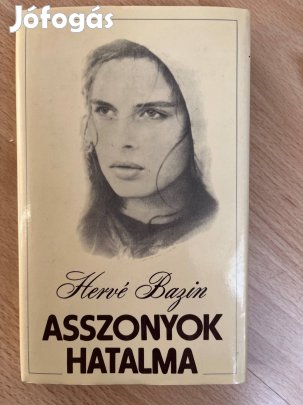 Jófogás
Hervé Bazin
ASSZONYOK
HATALMA